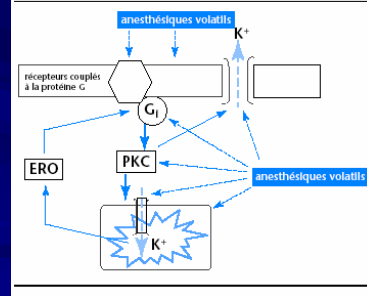 anesthésiques volatils
K+
récepteurs couplés
à la protéine G
GI
ERO
PKC
anesthésiques volatils
K+